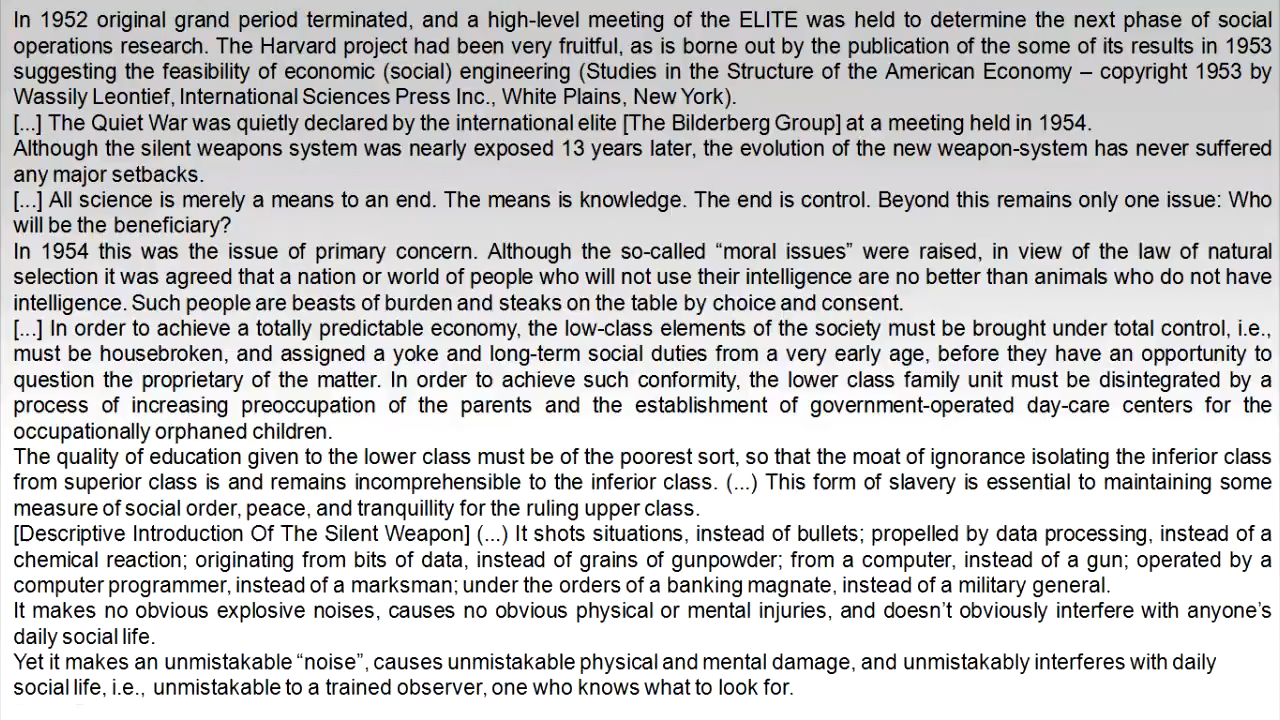 In 1952 original grand period terminated, and a high-level meeting of the ELITE was held to determine the next phase of social
operations research. The Harvard project had been very fruitful, as is borne out by the publication of the some of its results in 1953
suggesting the feasibility of economic (social) engineering (Studies in the Structure of the American Economy – copyright 1953 by
Wassily Leontief, International Sciences Press Inc., White Plains, New York).
[...] The Quiet War was quietly declared by the international elite [The Bilderberg Group] at a meeting held in 1954.
Although the silent weapons system was nearly exposed 13 years later, the evolution of the new weapon-system has never suffered
any major setbacks.
[...] All science is merely a means to an end. The means is knowledge. The end is control. Beyond this remains only one issue: Who
will be the beneficiary?
In 1954 this was the issue of primary concern. Although the so-called “moral issues” were raised, in view of the law of natural
selection it was agreed that a nation or world of people who will not use their intelligence are no better than animals who do not have
intelligence. Such people are beasts of burden and steaks on the table by choice and consent.
[...] In order to achieve a totally predictable economy, the low-class elements of the society must be brought under total control, i.e.,
must be housebroken, and assigned a yoke and long-term social duties from a very early age, before they have an opportunity to
question the proprietary of the matter. In order to achieve such conformity, the lower class family unit must be disintegrated by a
process of increasing preoccupation of the parents and the establishment of government-operated day-care centers for the
occupationally orphaned children.
The quality of education given to the lower class must be of the poorest sort, so that the moat of ignorance isolating the inferior class
from superior class is and remains incomprehensible to the inferior class. (...) This form of slavery is essential to maintaining some
measure of social order, peace, and tranquillity for the ruling upper class.
[Descriptive Introduction Of The Silent Weapon] (...) It shots situations, instead of bullets; propelled by data processing, instead of a
chemical reaction; originating from bits of data, instead of grains of gunpowder; from a computer, instead of a gun; operated by a
computer programmer, instead of a marksman; under the orders of a banking magnate, instead of a military general.
It makes no obvious explosive noises, causes no obvious physical or mental injuries, and doesn’t obviously interfere with anyone’s
daily social life.
Yet it makes an unmistakable “noise”, causes unmistakable physical and mental damage, and unmistakably interferes with daily
social life, i.e., unmistakable to a trained observer, one who knows what to look for.